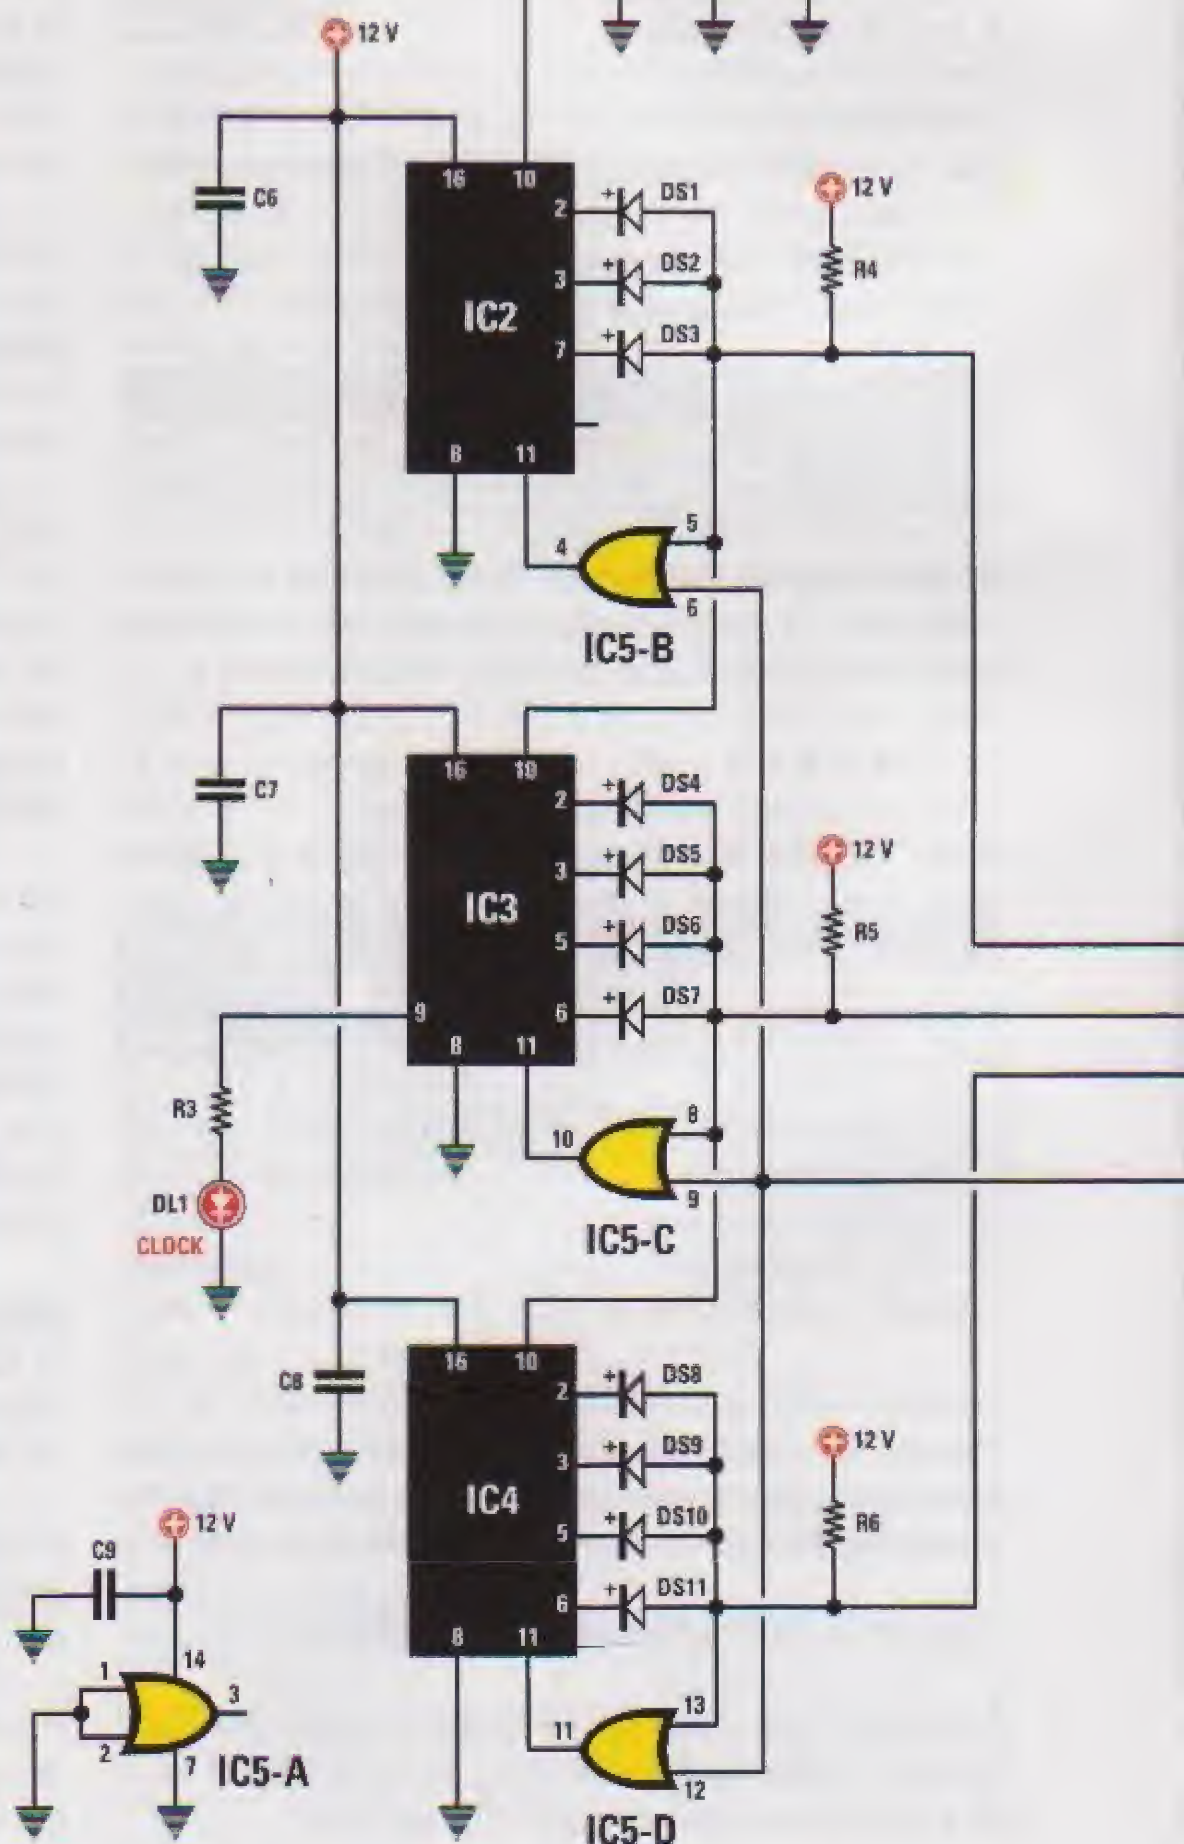 12 V
C6
16 10
2 DS1
3 DS2
7 DS3
IC2
8 11
12 V
R4
4
5
6
IC5-B
C7
16 10
2 DS4
3 DS5
5 DS6
6 DS7
IC3
9
8 11
12 V
R5
R3
DL1
CLOCK
10
8
9
IC5-C
C8
16 10
2 DS8
3 DS9
5 DS10
6 DS11
IC4
8 11
12 V
R6
12 V
C9
14
1
2
3
7
IC5-A
11
13
12
IC5-D